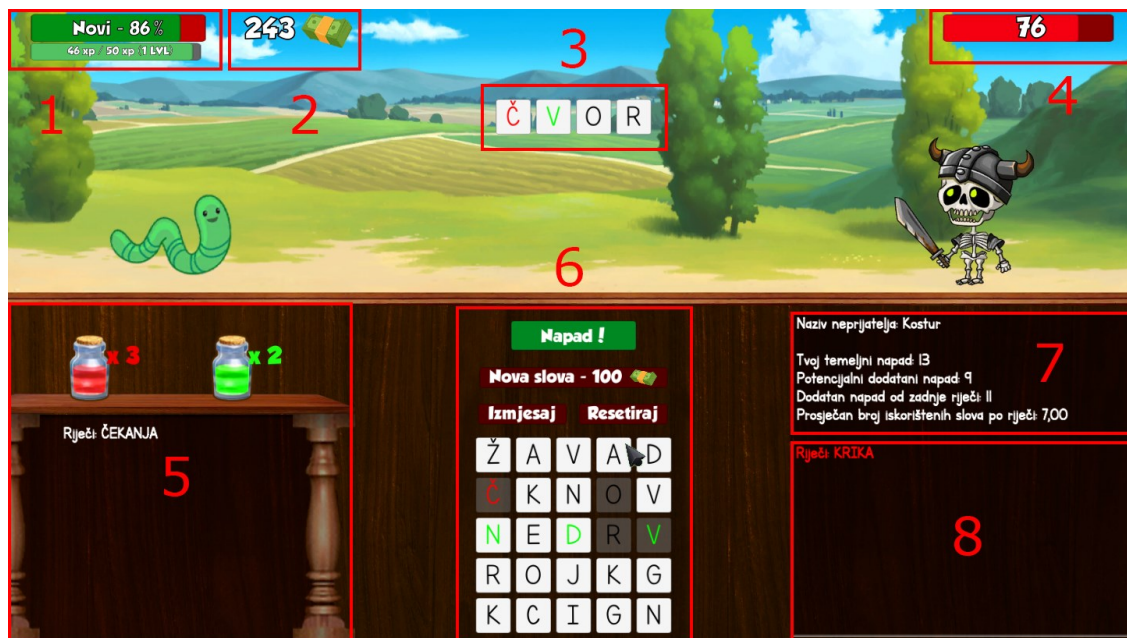 Novi - 86 %
46 xp / 50 xp (1 LVL)
1
243
2
3
Č V O R
76
4
6
x 3
x 2
Riječi: ČEKANJA
5
Napad !
Nova slova - 100
Izmjesaj
Resetiraj
Ž A V A D
Č K N O V
N E D R V
R O J K G
K C I G N
Naziv neprijatelja: Kostur
Tvoj temeljni napad: 13
Potencijalni dodatani napad: 9
Dodatan napad od zadnje riječi: 11
Prosječan broj iskorištenih slova po riječi: 7,00
7
Riječi: KRIKA
8